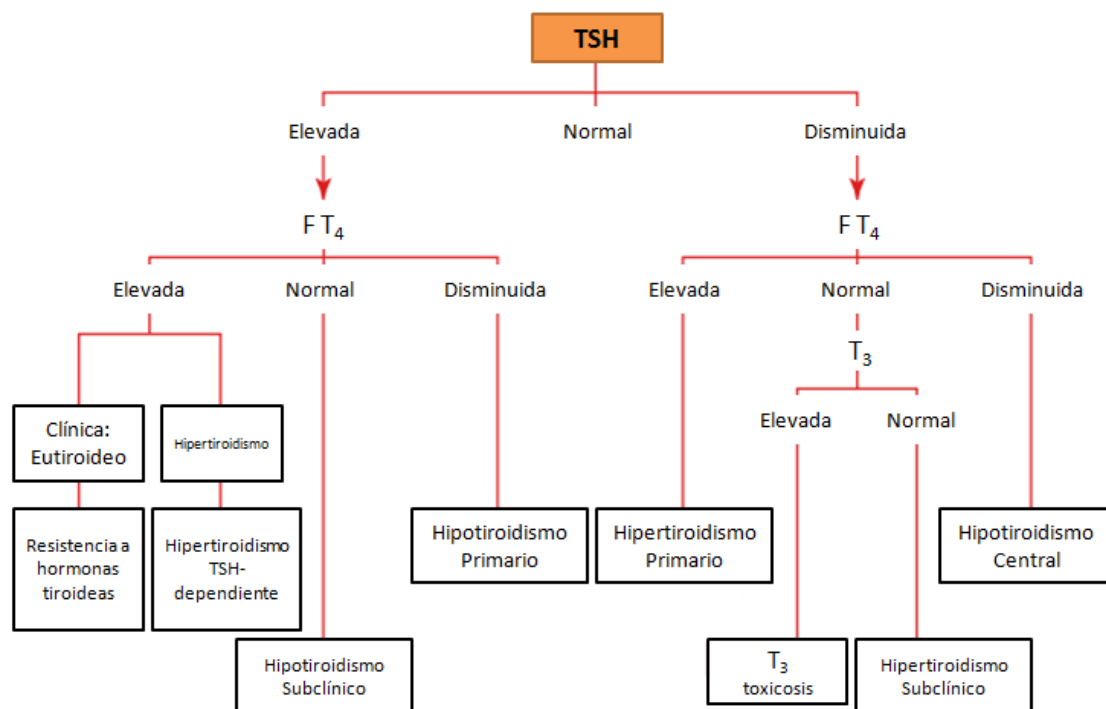 TSH
Elevada
Normal
Disminuida
F T₄
F T₄
Elevada
Normal
Disminuida
Elevada
Normal
Disminuida
T₃
Elevada
Normal
Clínica:
Eutiroideo
Hipertiroidismo
Resistencia a
hormonas
tiroideas
Hipertiroidismo
TSH-
dependiente
Hipotiroidismo
Primario
Hipertiroidismo
Primario
Hipotiroidismo
Central
Hipotiroidismo
Subclínico
T₃
toxicosis
Hipertiroidismo
Subclínico